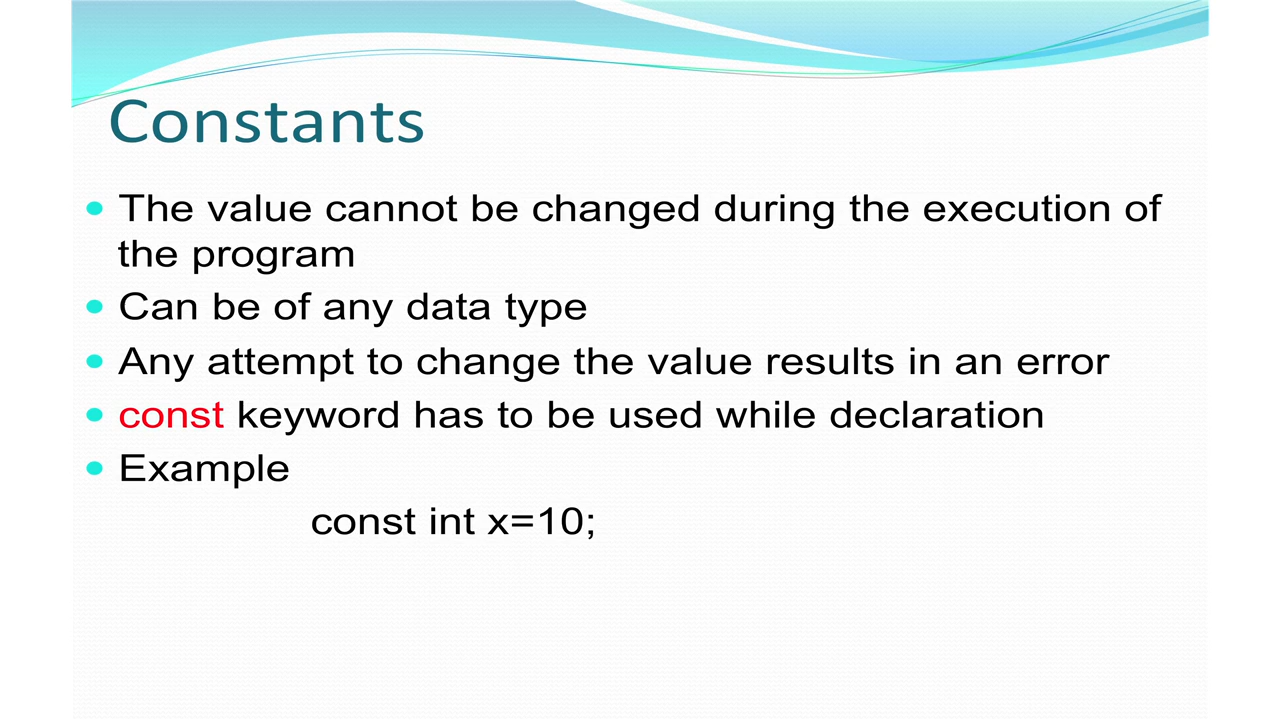 Constants
The value cannot be changed during the execution of
the program
Can be of any data type
Any attempt to change the value results in an error
const keyword has to be used while declaration
Example
const int x=10;